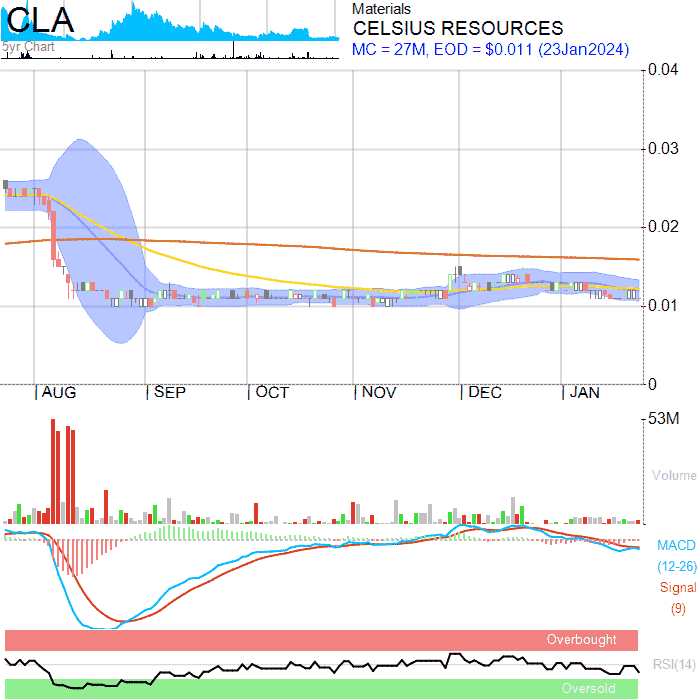 CLA
5yr Chart
Materials
CELSIUS RESOURCES
MC = 27M, EOD = $0.011 (23Jan2024)
0.04
0.03
0.02
0.01
0
AUG SEP OCT NOV DEC JAN
53M
Volume
MACD
(12-26)
Signal
(9)
Overbought
RSI(14)
Oversold